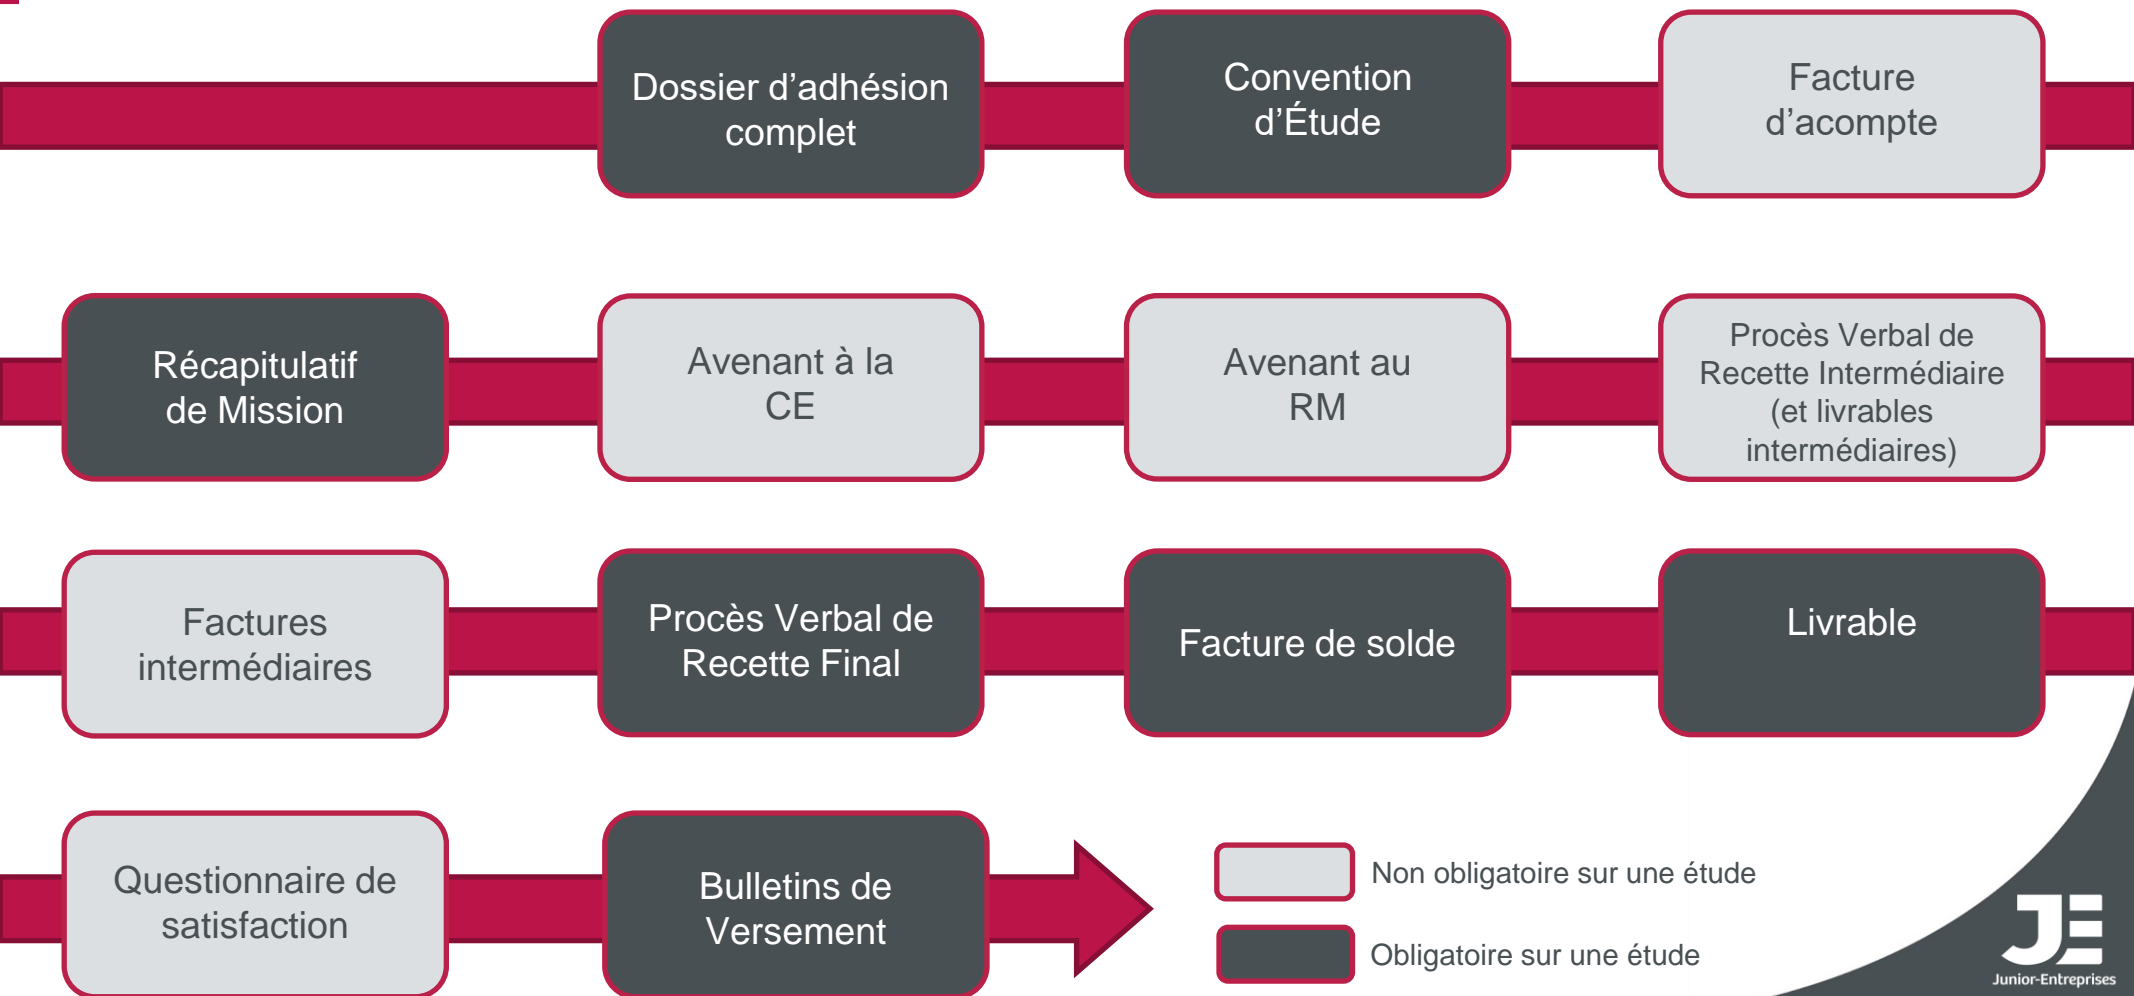 Dossier d'adhésion
complet
Convention
d'Étude
Facture
d'acompte
Récapitulatif
de Mission
Avenant à la
CE
Avenant au
RM
Procès Verbal de
Recette Intermédiaire
(et livrables
intermédiaires)
Factures
intermédiaires
Procès Verbal de
Recette Final
Facture de solde
Livrable
Questionnaire de
satisfaction
Bulletins de
Versement
Non obligatoire sur une étude
Obligatoire sur une étude
JE
Junior-Entreprises